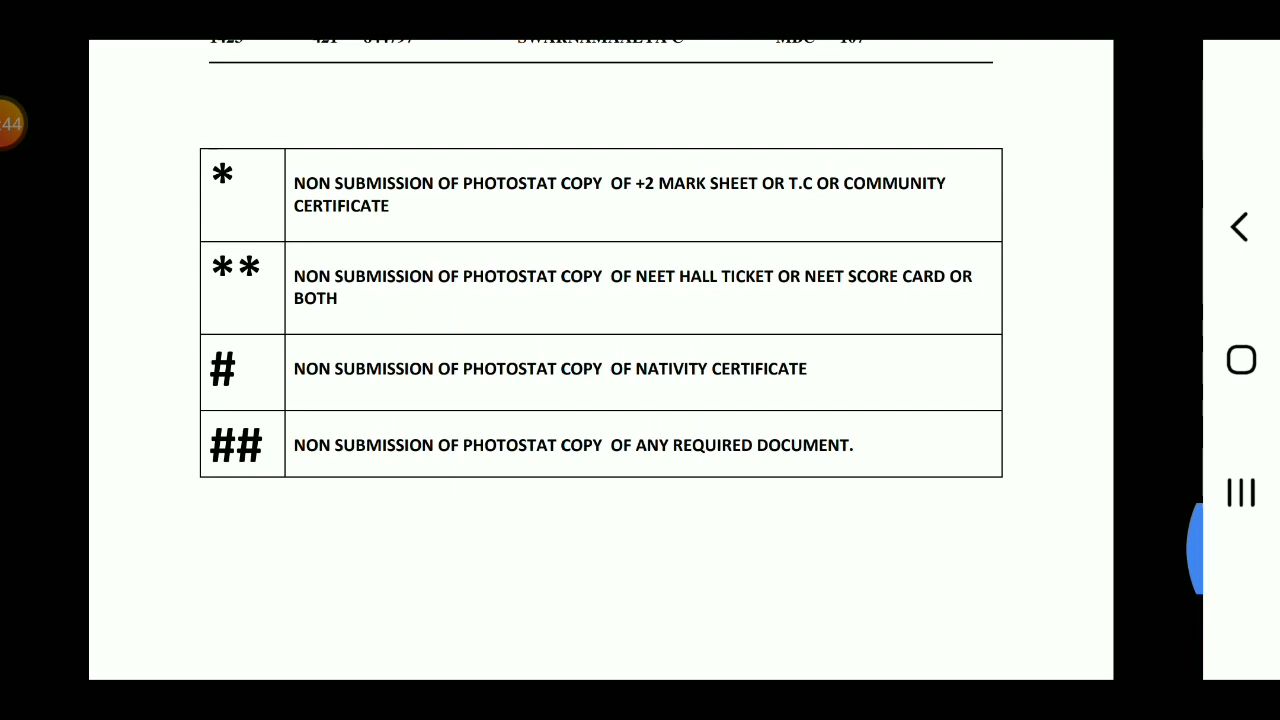 *
NON SUBMISSION OF PHOTOSTAT COPY OF +2 MARK SHEET OR T.C OR COMMUNITY
CERTIFICATE
**
NON SUBMISSION OF PHOTOSTAT COPY OF NEET HALL TICKET OR NEET SCORE CARD OR
BOTH
#
NON SUBMISSION OF PHOTOSTAT COPY OF NATIVITY CERTIFICATE
##
NON SUBMISSION OF PHOTOSTAT COPY OF ANY REQUIRED DOCUMENT.
:44